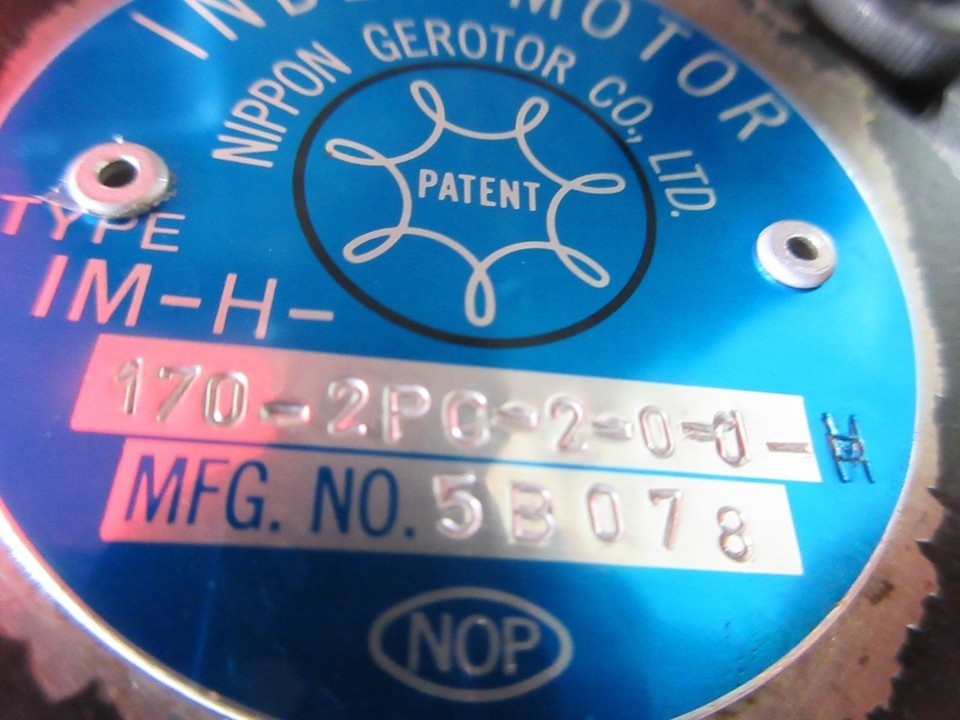 MOTOR
NIPPON GEROTOR CO., LTD.
PATENT
TYPE
IM-H-
170-2PC-2-0-0-H
MFG. NO. 5B078
NOP